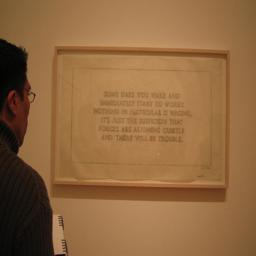 SOME DAYS YOU WAKE AND
IMMEDIATELY START TO WORRY.
NOTHING IN PARTICULAR IS WRONG,
IT'S JUST THE SUSPICION THAT
FORCES ARE ALIGNING QUIETLY
AND THERE WILL BE TROUBLE.